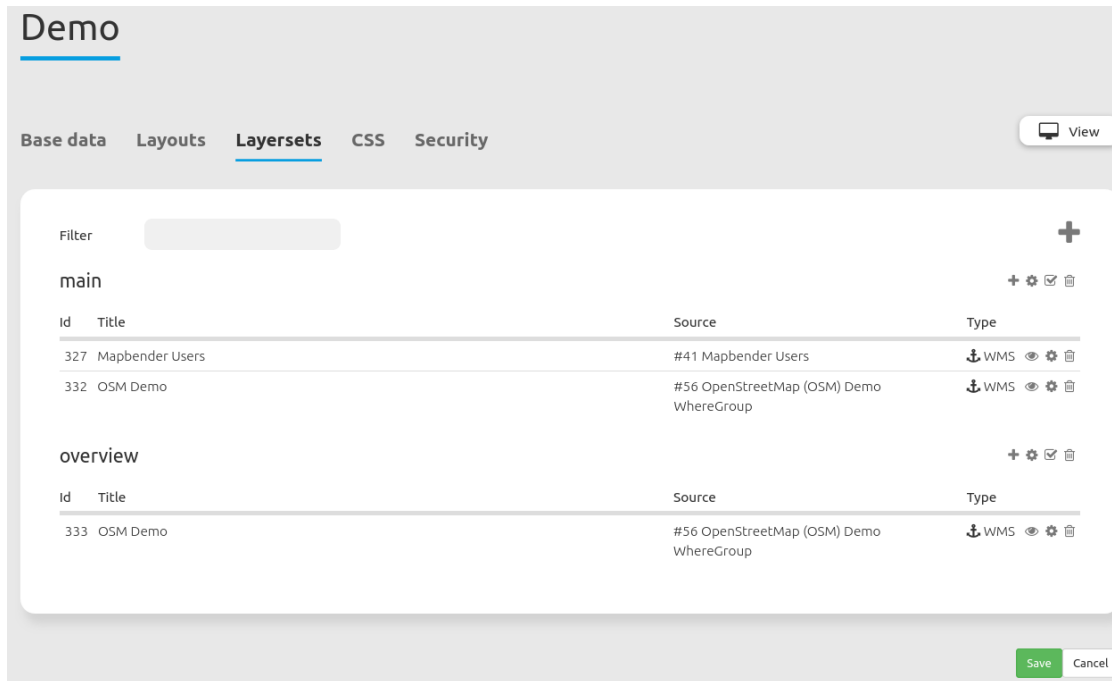 Demo
Base data Layouts Layersets CSS Security View
Filter
main
Id Title Source Type
327 Mapbender Users #41 Mapbender Users WMS
332 OSM Demo #56 OpenStreetMap (OSM) Demo WMS
WhereGroup
overview
Id Title Source Type
333 OSM Demo #56 OpenStreetMap (OSM) Demo WMS
WhereGroup
Save Cancel